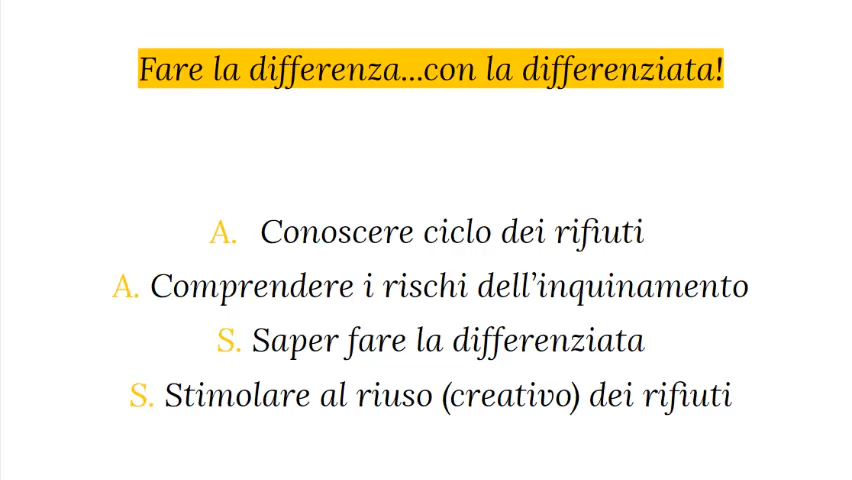 Fare la differenza...con la differenziata!
A. Conoscere ciclo dei rifiuti
A. Comprendere i rischi dell'inquinamento
S. Saper fare la differenziata
S. Stimolare al riuso (creativo) dei rifiuti